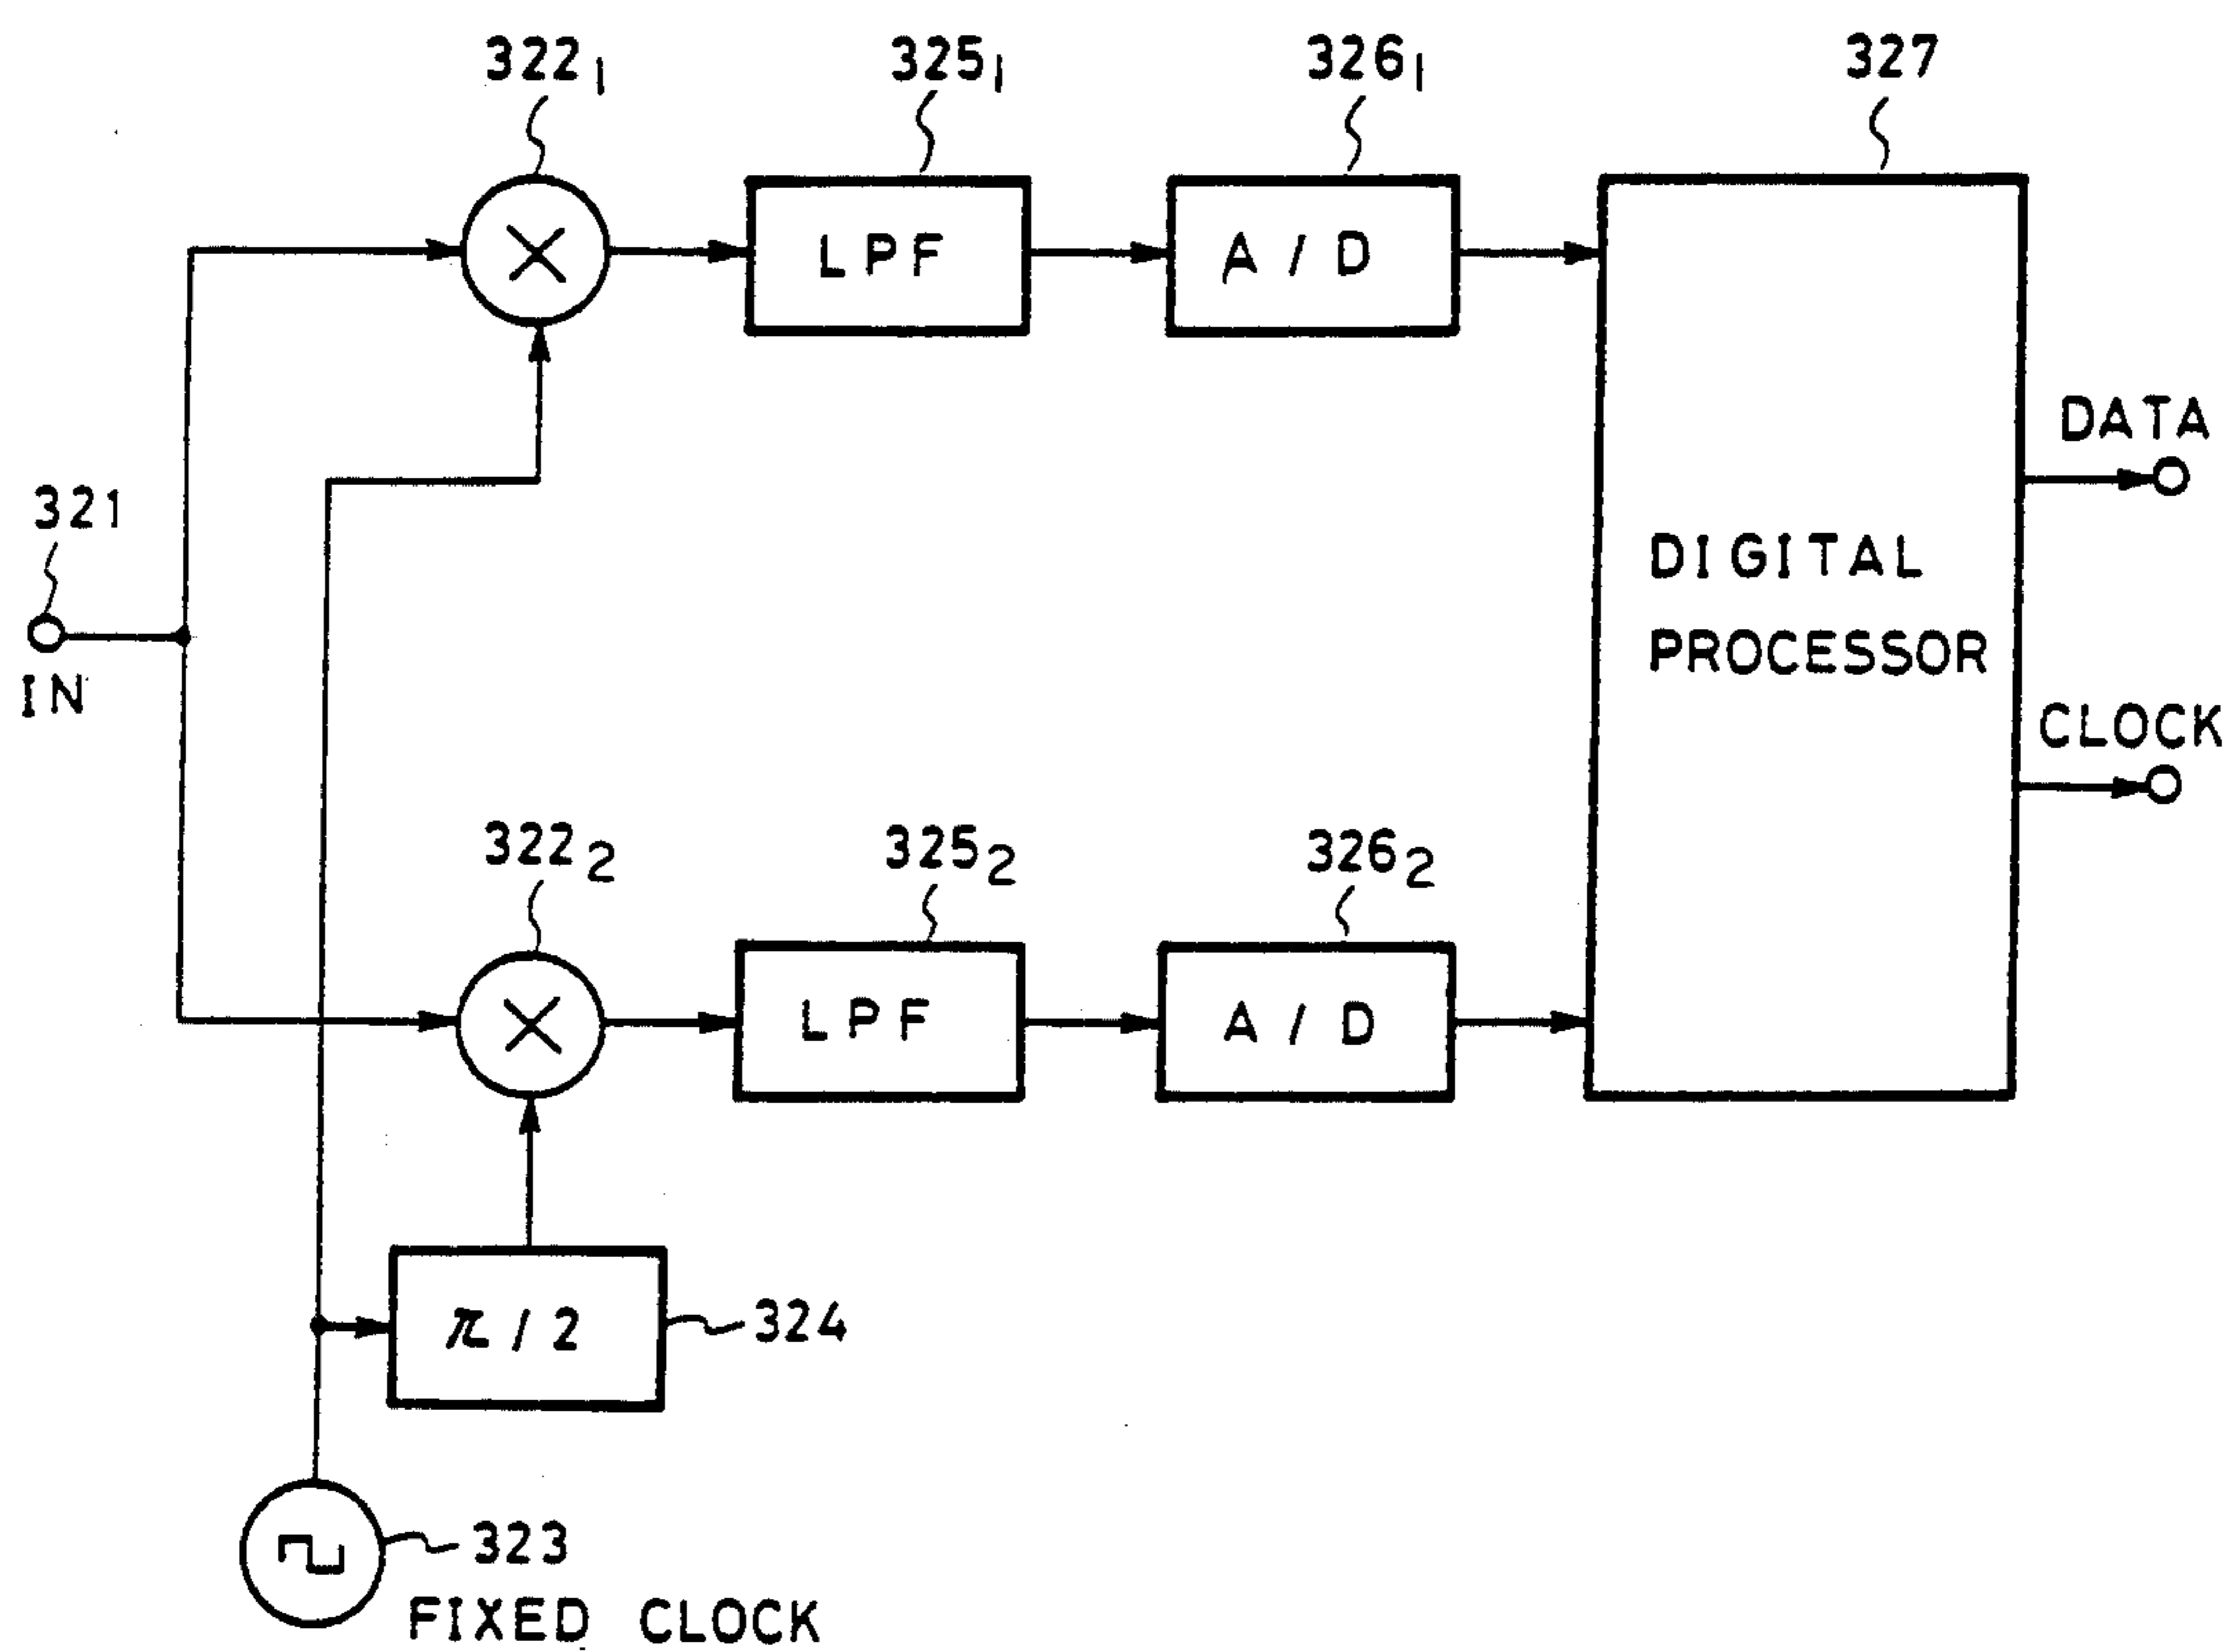 322₁
325₁
326₁
327
LPF
A/D
DATA
321
DIGITAL
PROCESSOR
IN
CLOCK
322₂
325₂
326₂
LPF
A/D
π/2
324
323
FIXED CLOCK